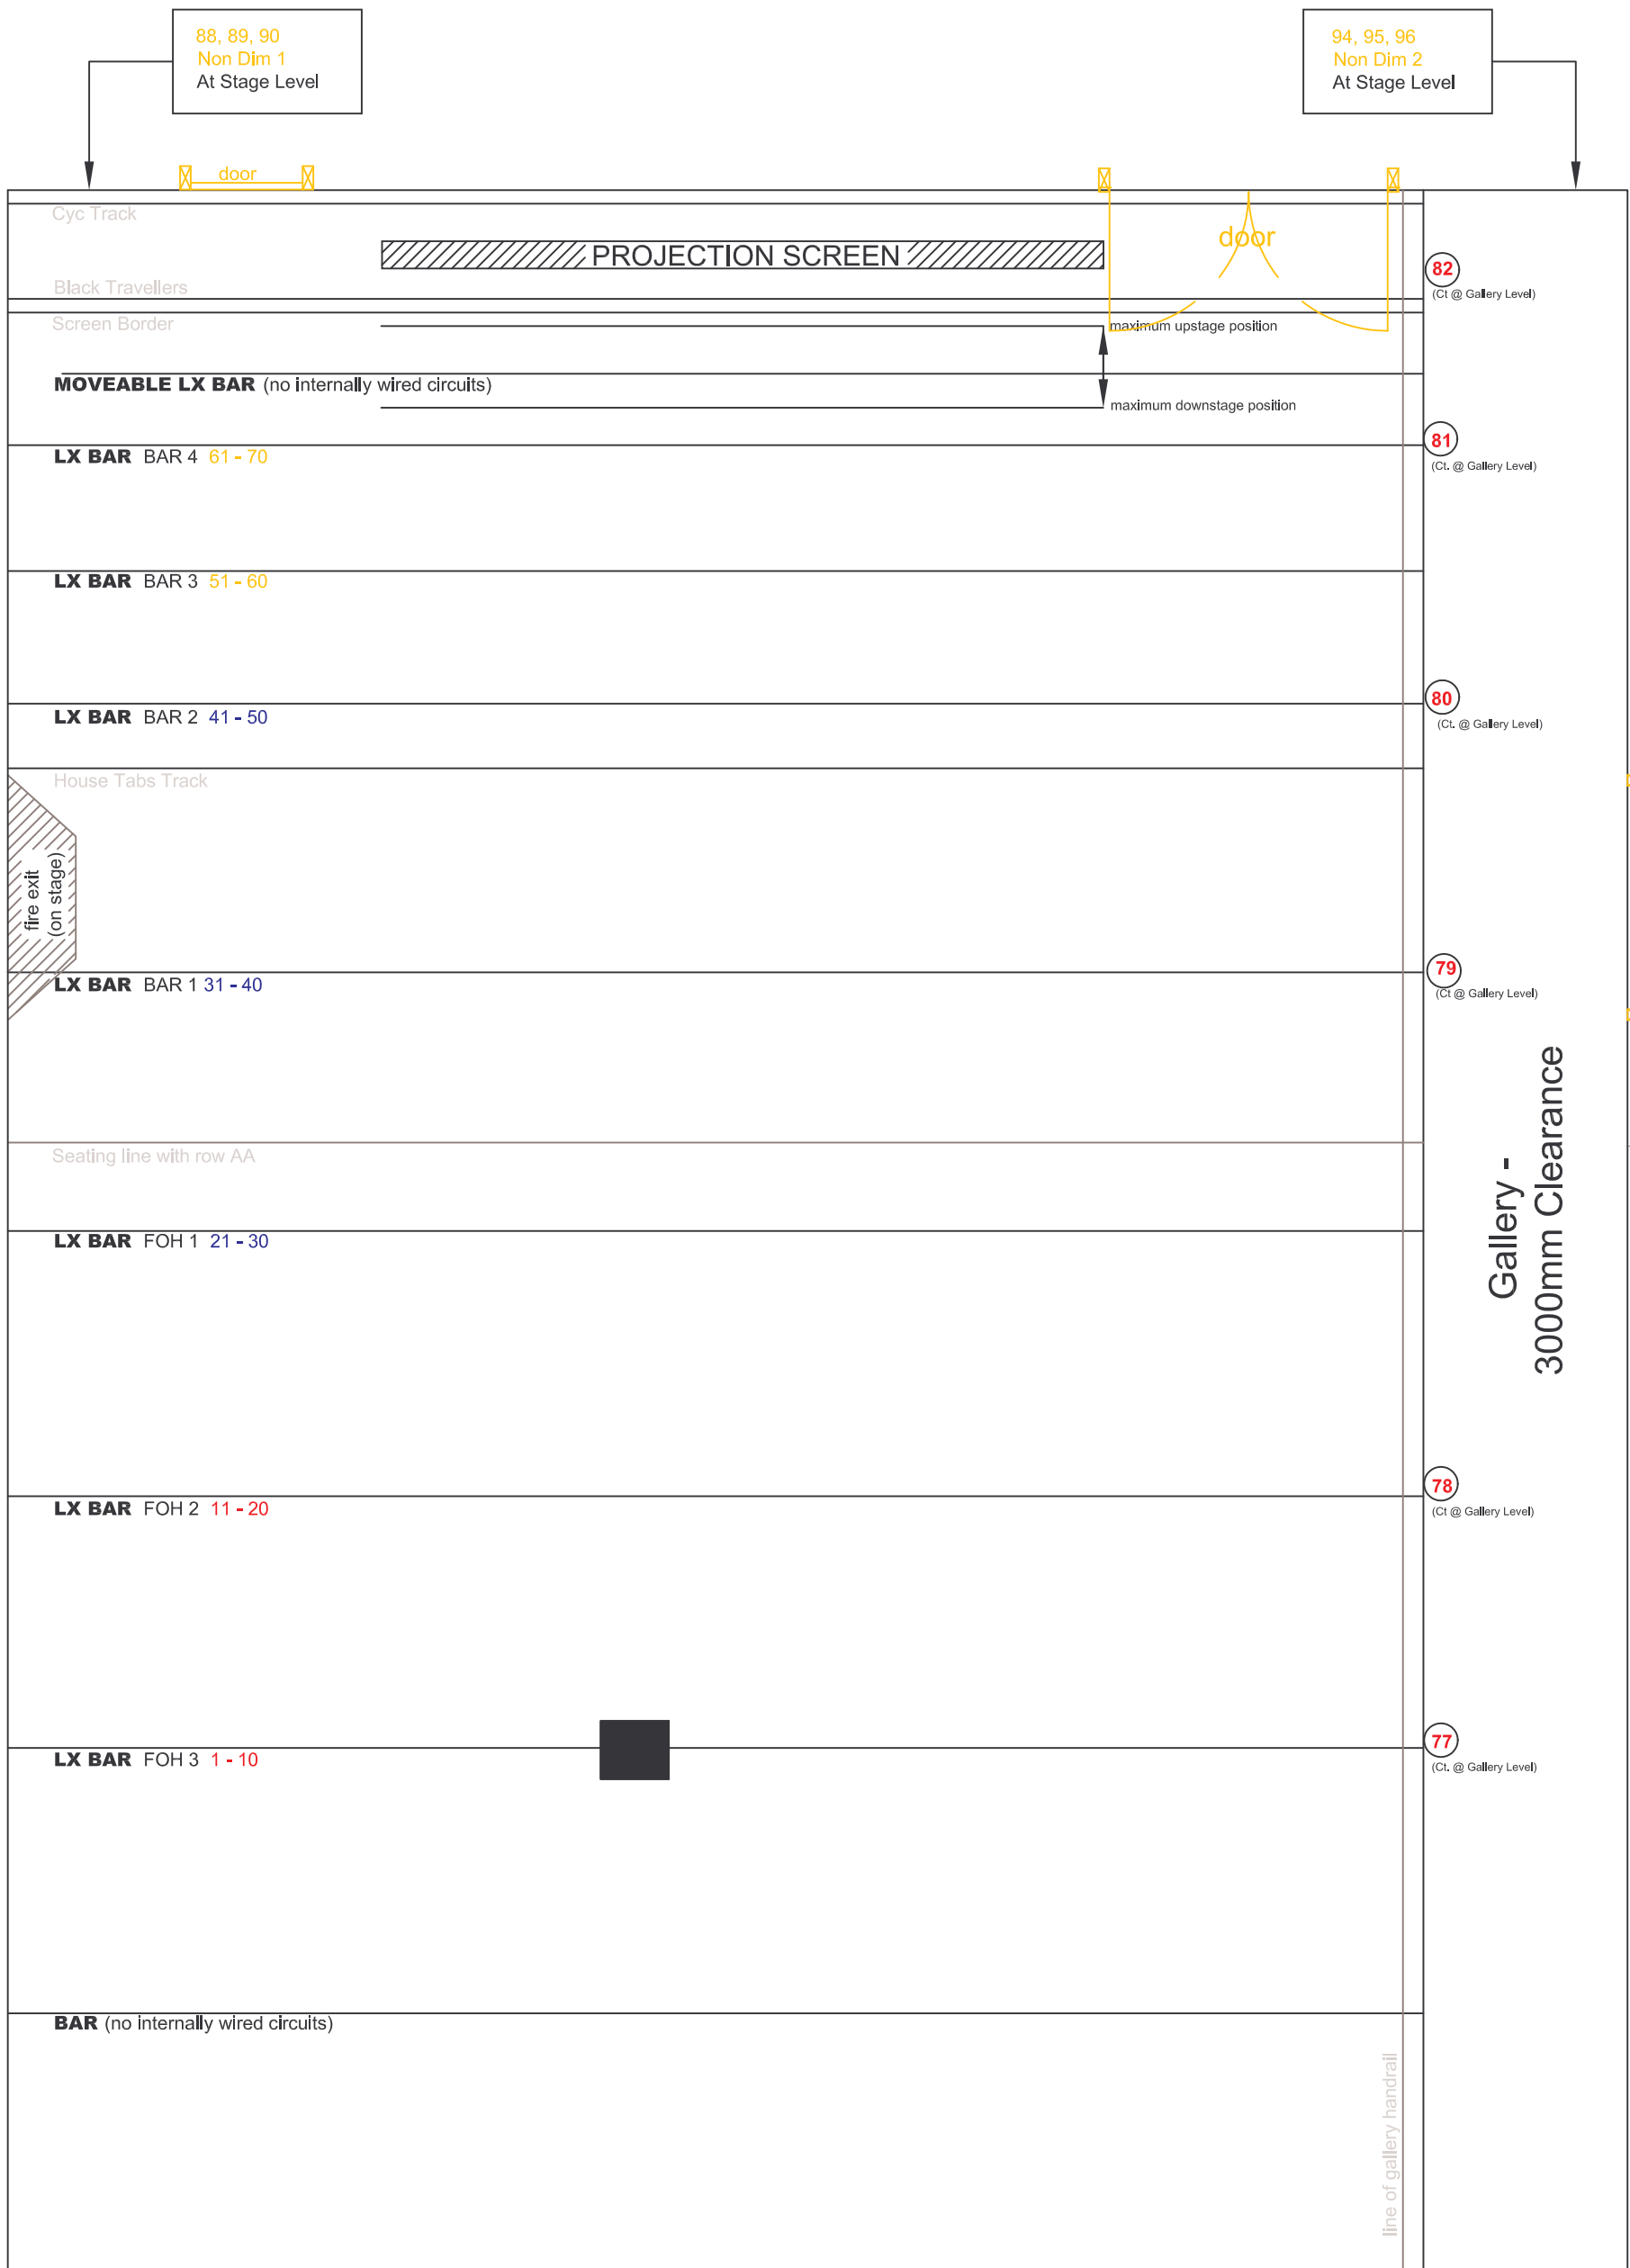 88, 89, 90
Non Dim 1
At Stage Level
94, 95, 96
Non Dim 2
At Stage Level
door
Cyc Track
door
PROJECTION SCREEN
82
(Ct @ Gallery Level)
Black Travellers
Screen Border
maximum upstage position
MOVEABLE LX BAR (no internally wired circuits)
maximum downstage position
81
(Ct. @ Gallery Level)
LX BAR BAR 4 61 - 70
LX BAR BAR 3 51 - 60
80
(Ct. @ Gallery Level)
LX BAR BAR 2 41 - 50
House Tabs Track
fire exit
(on stage)
79
(Ct @ Gallery Level)
LX BAR BAR 1 31 - 40
Gallery -
3000mm Clearance
Seating line with row AA
LX BAR FOH 1 21 - 30
78
(Ct @ Gallery Level)
LX BAR FOH 2 11 - 20
77
(Ct. @ Gallery Level)
LX BAR FOH 3 1 - 10
BAR (no internally wired circuits)
line of gallery handrail